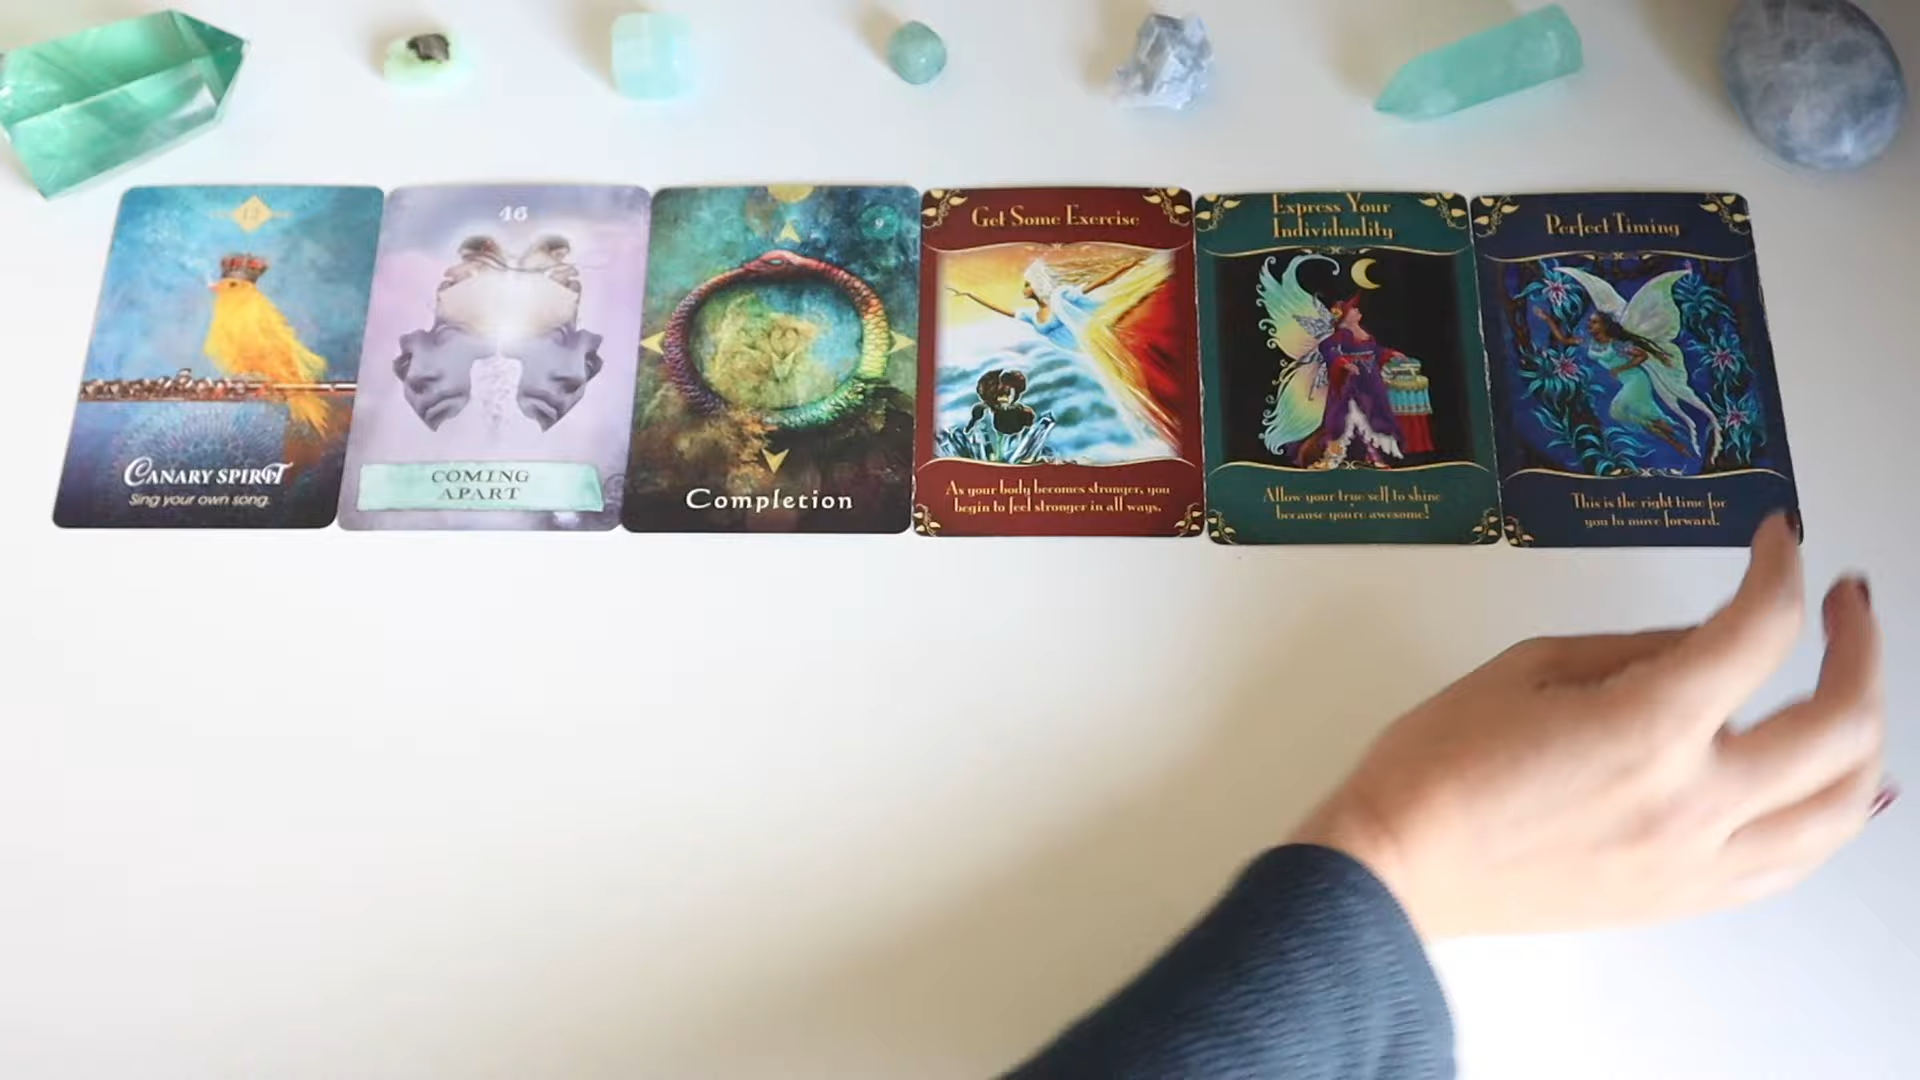 12
CANARY SPIRIT
Sing your own song.
46
COMING
APART
9
Completion
Get Some Exercise
As your body becomes stronger, you
begin to feel stronger in all ways.
Express Your
Individuality
Allow your true self to shine
because you're awesome!
Perfect Timing
This is the right time for
you to move forward.